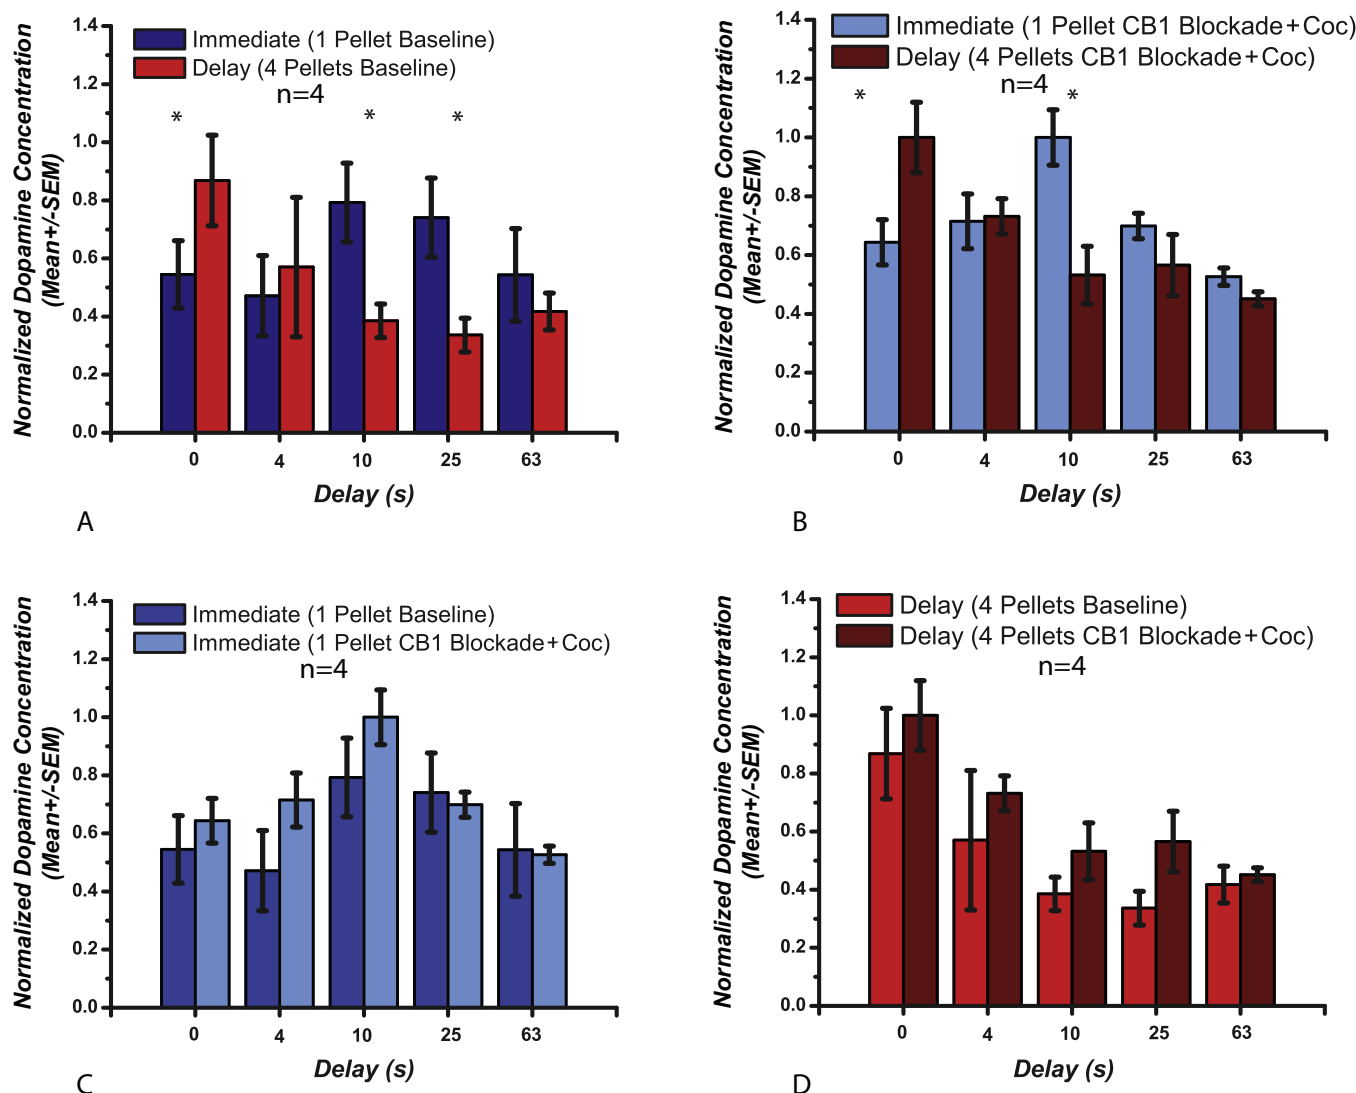 Immediate (1 Pellet Baseline)
Delay (4 Pellets Baseline)
n=4
* * *
Normalized Dopamine Concentration
(Mean+/-SEM)
1.4
1.2
1.0
0.8
0.6
0.4
0.2
0.0
0 4 10 25 63
Delay (s)
A
Immediate (1 Pellet CB1 Blockade+Coc)
Delay (4 Pellets CB1 Blockade+Coc)
n=4
* *
Normalized Dopamine Concentration
(Mean+/-SEM)
1.4
1.2
1.0
0.8
0.6
0.4
0.2
0.0
0 4 10 25 63
Delay (s)
B
Immediate (1 Pellet Baseline)
Immediate (1 Pellet CB1 Blockade+Coc)
n=4
Normalized Dopamine Concentration
(Mean+/-SEM)
1.4
1.2
1.0
0.8
0.6
0.4
0.2
0.0
0 4 10 25 63
Delay (s)
C
Delay (4 Pellets Baseline)
Delay (4 Pellets CB1 Blockade+Coc)
n=4
Normalized Dopamine Concentration
(Mean+/-SEM)
1.4
1.2
1.0
0.8
0.6
0.4
0.2
0.0
0 4 10 25 63
Delay (s)
D